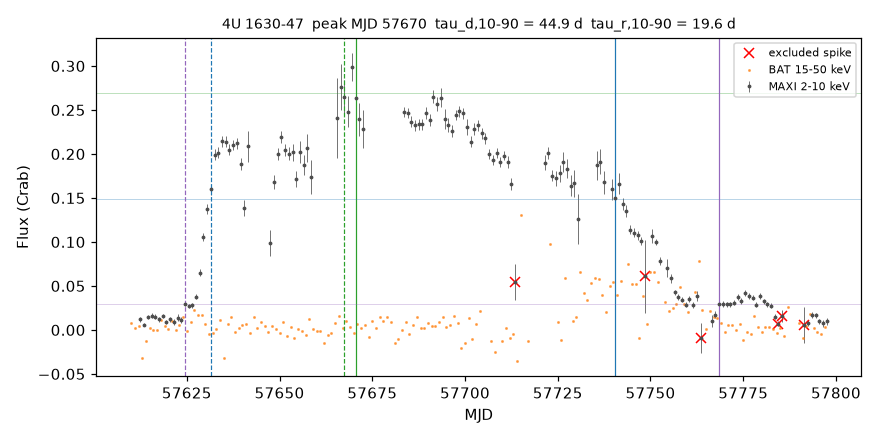 4U 1630-47 peak MJD 57670 tau_d,10-90 = 44.9 d tau_r,10-90 = 19.6 d
excluded spike
BAT 15-50 keV
MAXI 2-10 keV
0.30
0.25
0.20
0.15
0.10
0.05
0.00
−0.05
Flux (Crab)
57625 57650 57675 57700 57725 57750 57775 57800
MJD